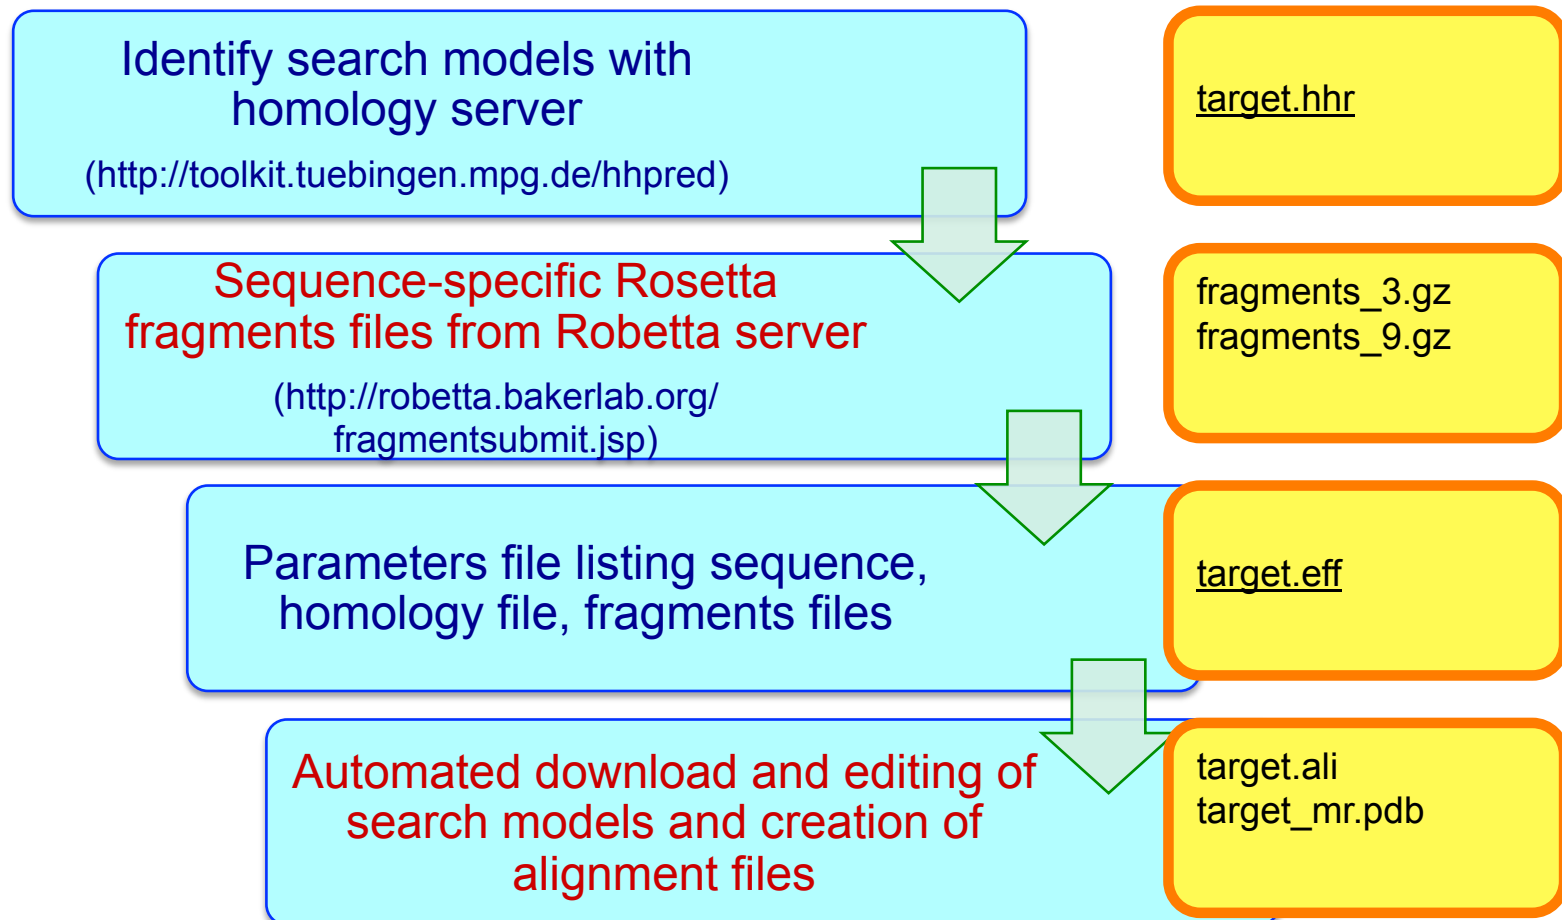 Identify search models with
homology server
(http://toolkit.tuebingen.mpg.de/hhpred)
target.hhr
Sequence-specific Rosetta
fragments files from Robetta server
(http://robetta.bakerlab.org/
fragmentsubmit.jsp)
fragments_3.gz
fragments_9.gz
Parameters file listing sequence,
homology file, fragments files
target.eff
Automated download and editing of
search models and creation of
alignment files
target.ali
target_mr.pdb